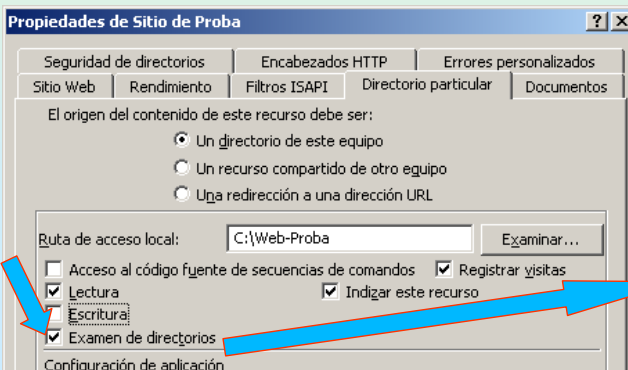 Propiedades de Sitio de Proba
Seguridad de directorios Encabezados HTTP Errores personalizados
Sitio Web Rendimiento Filtros ISAPI Directorio particular Documentos
El origen del contenido de este recurso debe ser:
Un directorio de este equipo
Un recurso compartido de otro equipo
Una redirección a una dirección URL
Ruta de acceso local: C:\Web-Proba Examinar...
Acceso al código fuente de secuencias de comandos Registrar visitas
Lectura Indizar este recurso
Escritura
Examen de directorios
Configuración de aplicación